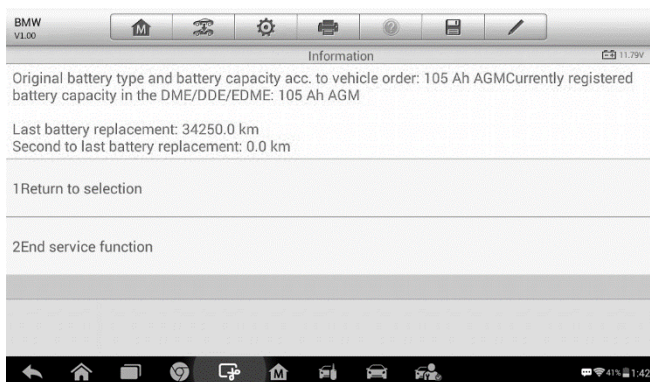 BMW
V1.00
Information
11.79V
Original battery type and battery capacity acc. to vehicle order: 105 Ah AGMCurrently registered
battery capacity in the DME/DDE/EDME: 105 Ah AGM
Last battery replacement: 34250.0 km
Second to last battery replacement: 0.0 km
1Return to selection
2End service function
41% 1:42